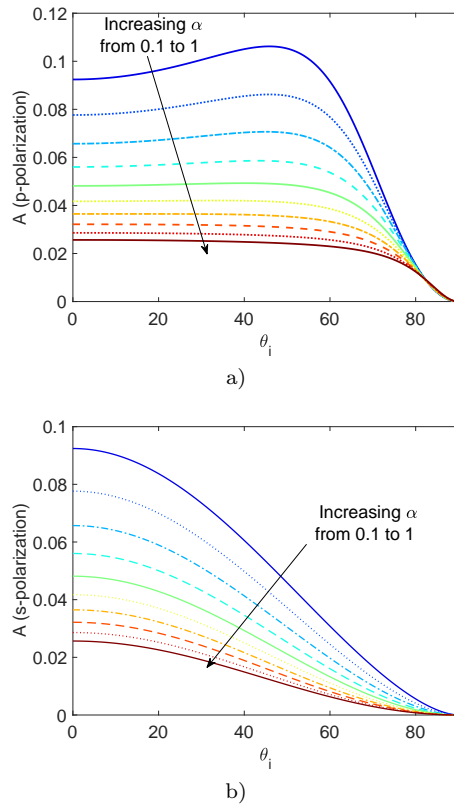 Increasing α
from 0.1 to 1
A (p-polarization)
0.12
0.1
0.08
0.06
0.04
0.02
0
0 20 40 60 80
θi
a)
Increasing α
from 0.1 to 1
A (s-polarization)
0.1
0.08
0.06
0.04
0.02
0
0 20 40 60 80
θi
b)